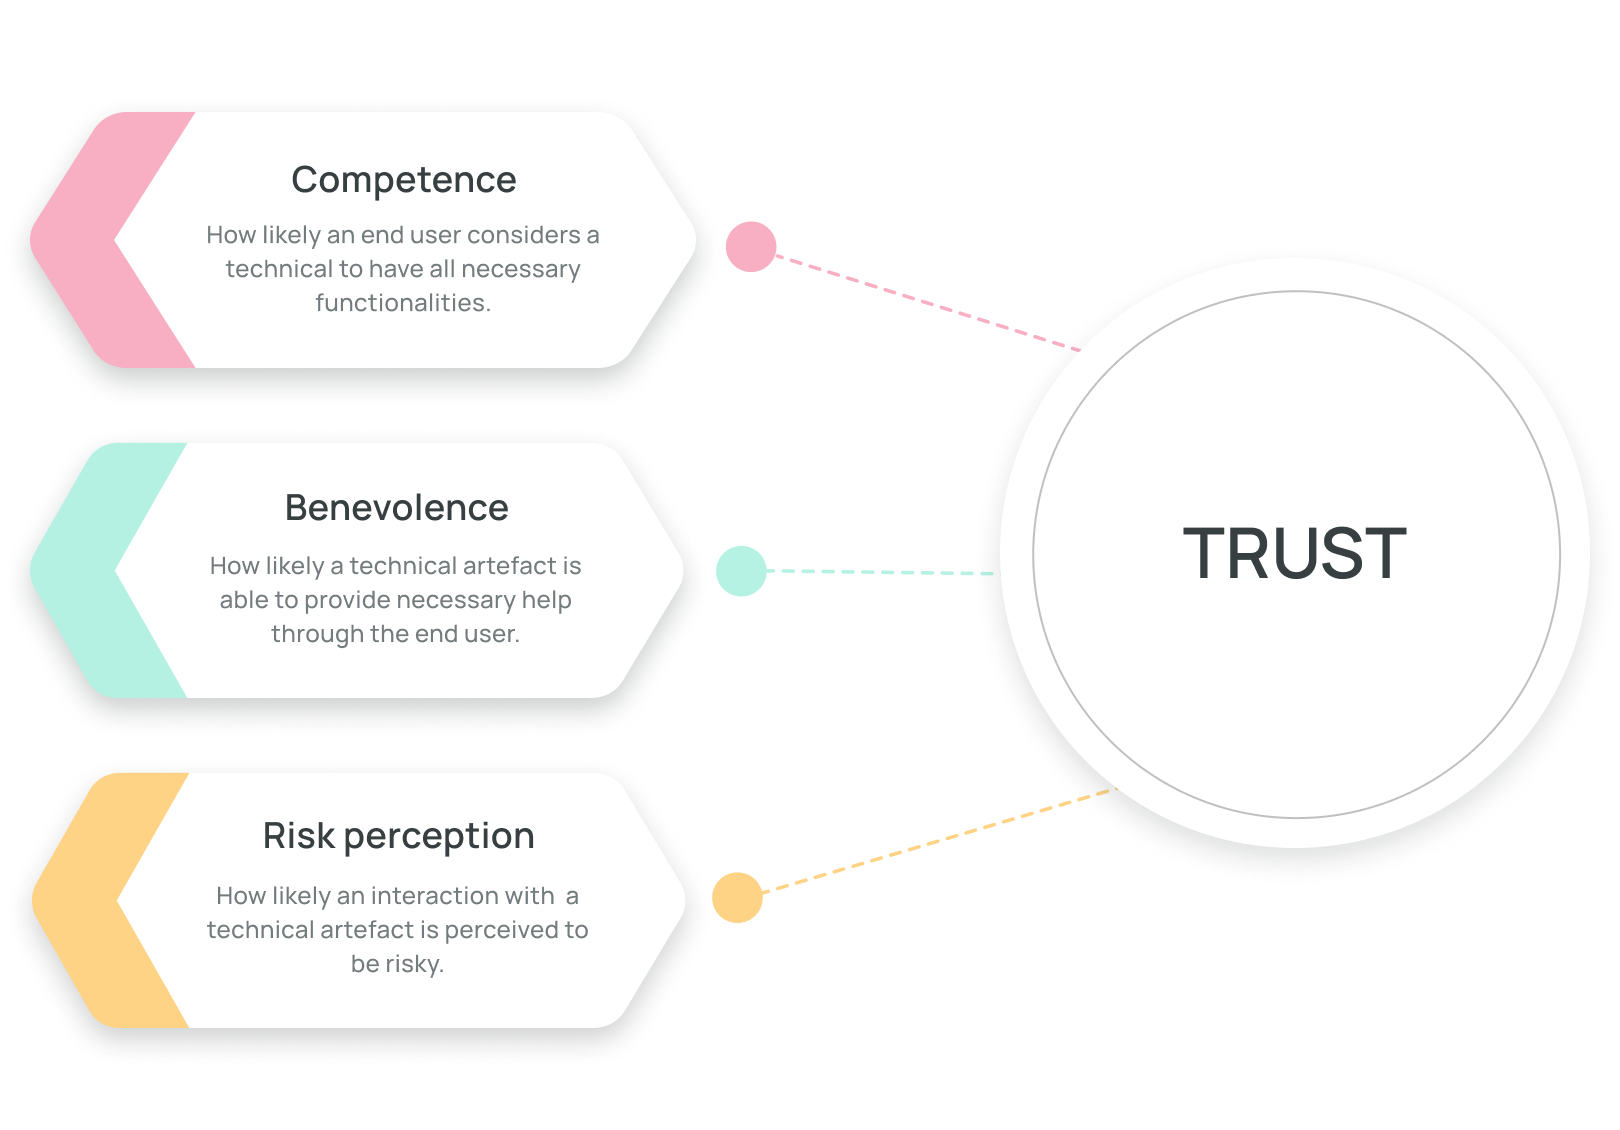 Competence
How likely an end user considers a
technical to have all necessary
functionalities.
Benevolence
How likely a technical artefact is
able to provide necessary help
through the end user.
Risk perception
How likely an interaction with  a
technical artefact is perceived to
be risky.
TRUST